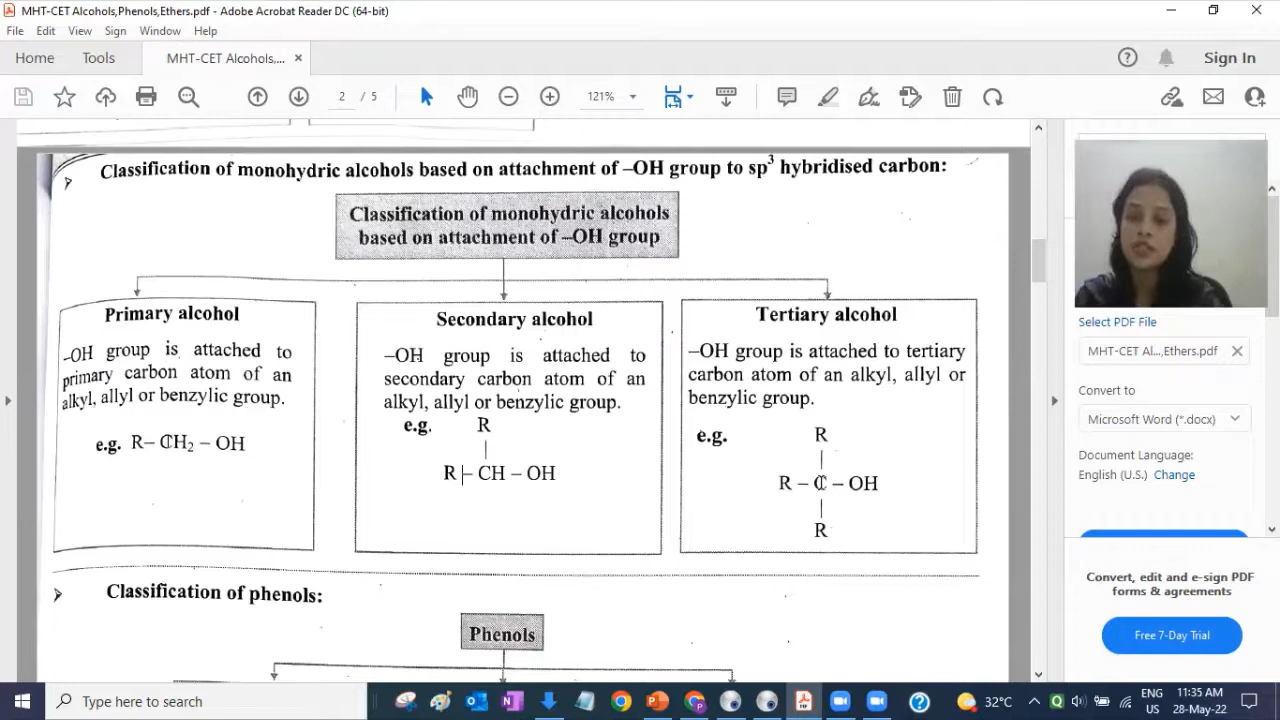 MHT-CET Alcohols,Phenols,Ethers.pdf - Adobe Acrobat Reader DC (64-bit)
File Edit View Sign Window Help
Home Tools MHT-CET Alcohols,... × Sign In
2 / 5 121%
Classification of monohydric alcohols based on attachment of –OH group to sp³ hybridised carbon:
Classification of monohydric alcohols
based on attachment of –OH group
Primary alcohol
–OH group is attached to
primary carbon atom of an
alkyl, allyl or benzylic group.
e.g. R– CH₂ – OH
Secondary alcohol
–OH group is attached to
secondary carbon atom of an
alkyl, allyl or benzylic group.
e.g. R
|
R – CH – OH
Tertiary alcohol
–OH group is attached to tertiary
carbon atom of an alkyl, allyl or
benzylic group.
e.g. R
|
R – C – OH
|
R
Classification of phenols:
Phenols
Select PDF File
MHT-CET Al...,Ethers.pdf
Convert to
Microsoft Word (*.docx)
Document Language:
English (U.S.) Change
Convert, edit and e-sign PDF
forms & agreements
Free 7-Day Trial
Type here to search
32°C
ENG
US
11:35 AM
28-May-22